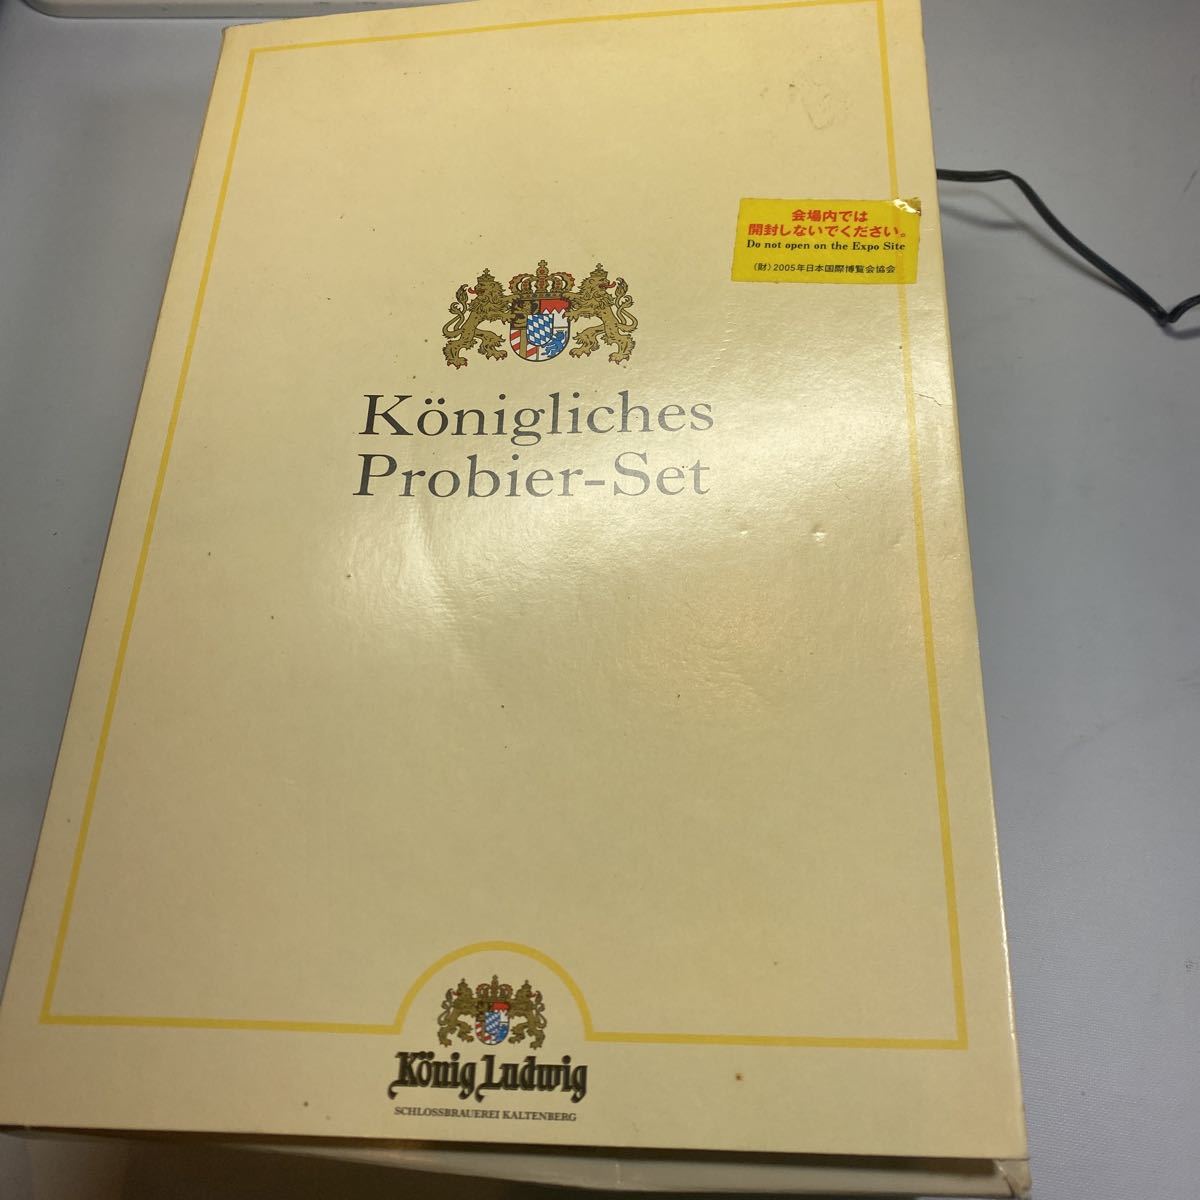 会場内では
開封しないでください。
Do not open on the Expo Site
(財)2005年日本国際博覧会協会
Königliches
Probier-Set
König Ludwig
SCHLOSSBRAUEREI KALTENBERG